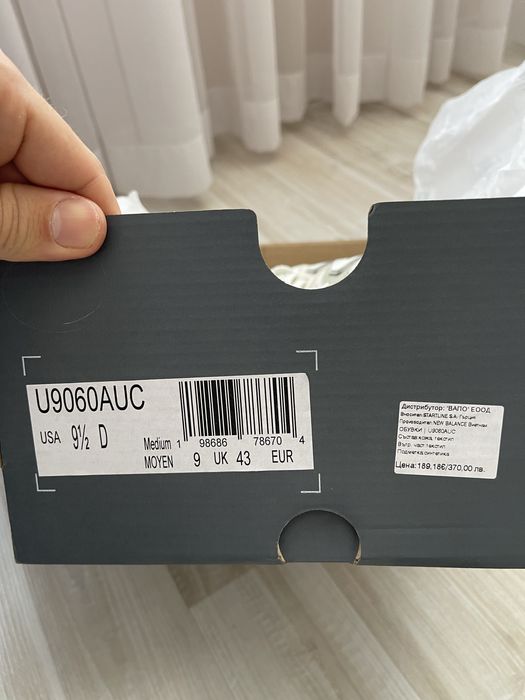 U9060AUC
USA 9½ D
Medium
MOYEN 9 UK 43 EUR
1 98686 78670 4
Дистрибутор: 'ВАПО' ЕООД
Вносител STARTLINE S.A. Гърция
Производител: NEW BALANCE Виетнам
ОБУВКИ | U9060AUC
Състав:кожа, текстил
Вътр. част:текстил
Подметка:синтетика
Цена:189,18€/370,00 лв.